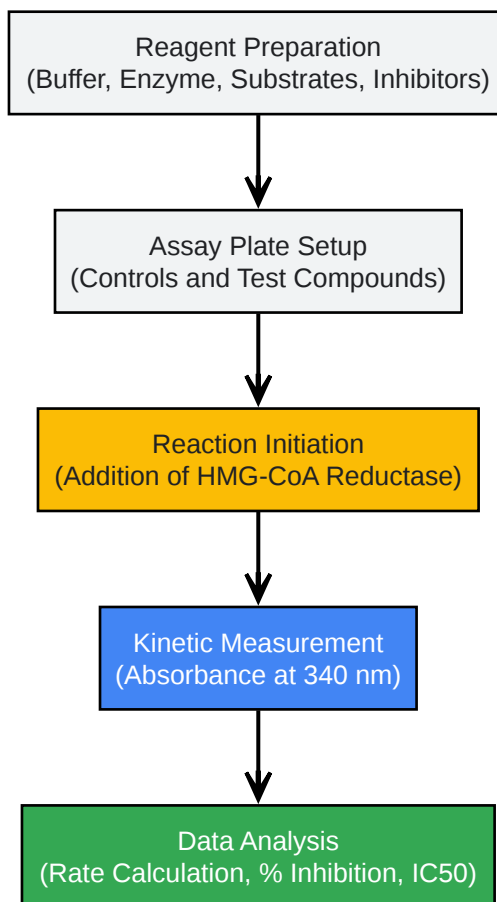 Reagent Preparation
(Buffer, Enzyme, Substrates, Inhibitors)
Assay Plate Setup
(Controls and Test Compounds)
Reaction Initiation
(Addition of HMG-CoA Reductase)
Kinetic Measurement
(Absorbance at 340 nm)
Data Analysis
(Rate Calculation, % Inhibition, IC50)